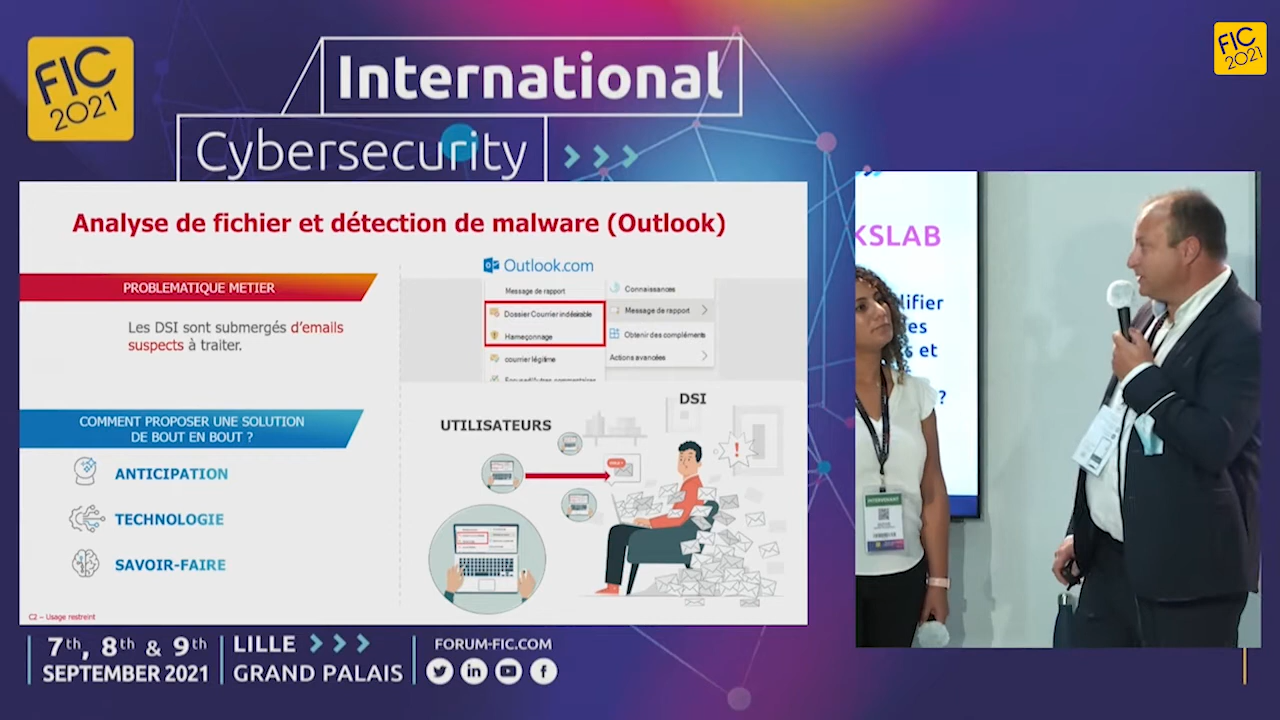 FIC
2021
International
Cybersecurity
FIC
2021
Analyse de fichier et détection de malware (Outlook)
PROBLEMATIQUE METIER
Les DSI sont submergés d'emails
suspects à traiter.
COMMENT PROPOSER UNE SOLUTION
DE BOUT EN BOUT ?
ANTICIPATION
TECHNOLOGIE
SAVOIR-FAIRE
C2 – Usage restreint
Outlook.com
Message de rapport
Dossier Courrier indésirable
Hameçonnage
courrier légitime
Connaissances
Message de rapport
Obtenir des compléments
Actions avancées
UTILISATEURS
DSI
KSLAB
lifier
res
s et
?
7th, 8th & 9th
SEPTEMBER 2021
LILLE
GRAND PALAIS
FORUM-FIC.COM